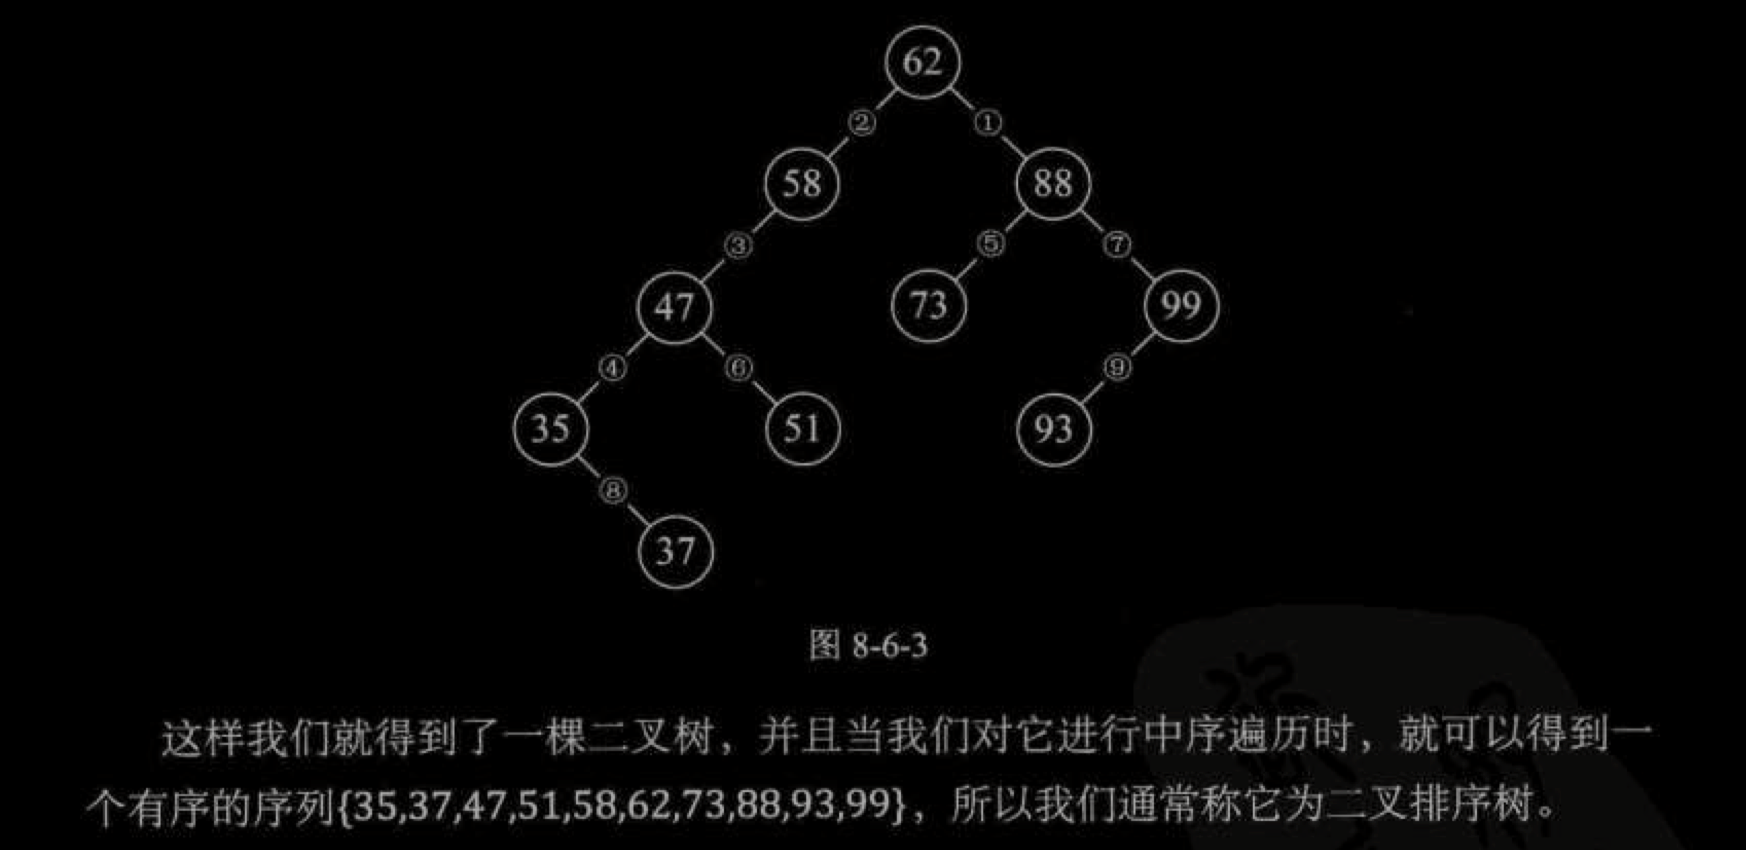 62
② ①
58 88
③ ⑤ ⑦
47 73 99
④ ⑥ ⑨
35 51 93
⑧
37
图 8-6-3
这样我们就得到了一棵二叉树，并且当我们对它进行中序遍历时，就可以得到一
个有序的序列{35,37,47,51,58,62,73,88,93,99}，所以我们通常称它为二叉排序树。